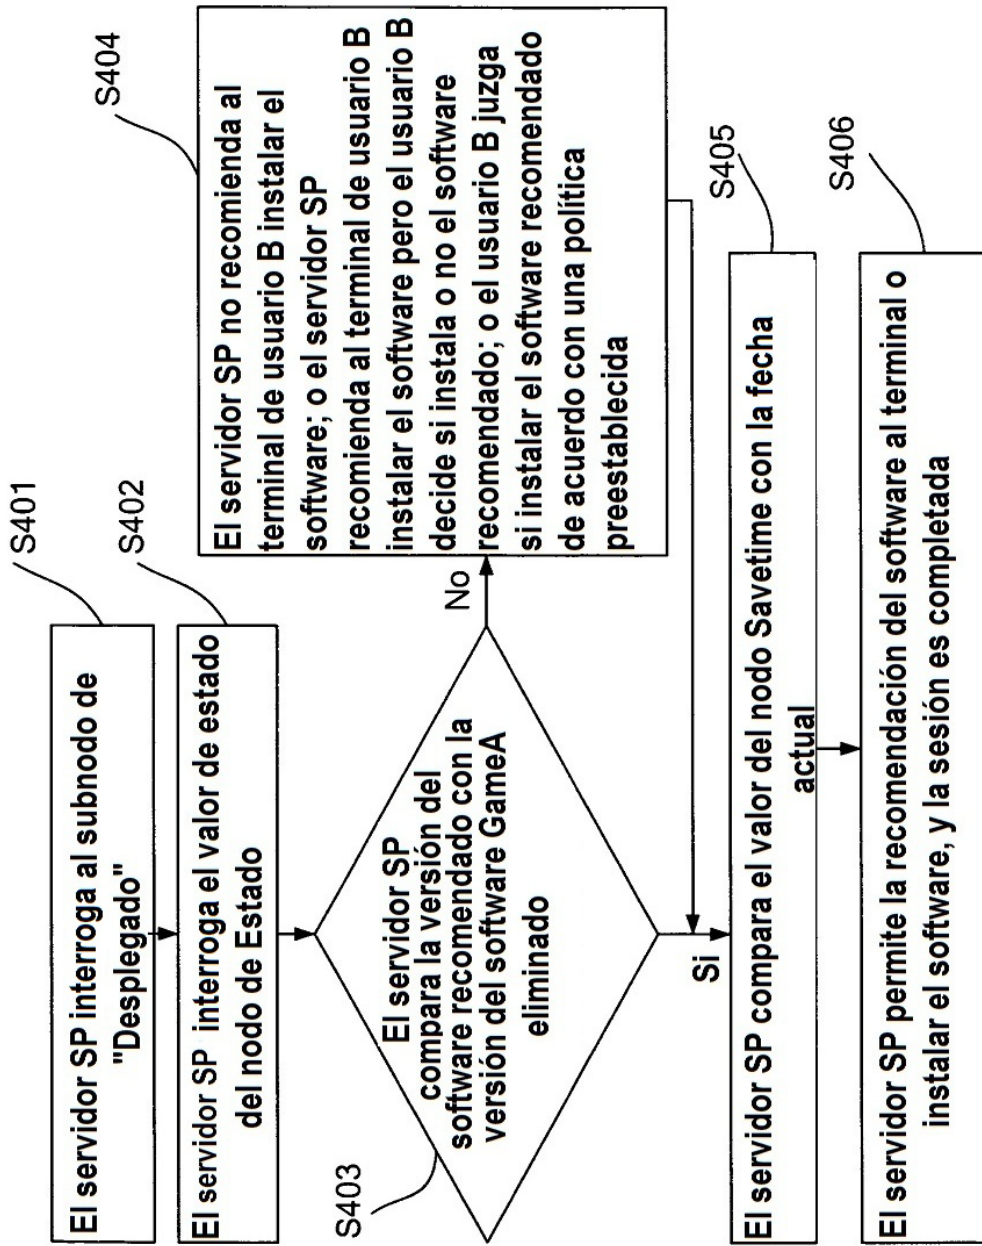 S401
El servidor SP interroga al subnodo de
"Desplegado"
S402
El servidor SP interroga el valor de estado
del nodo de Estado
S403
El servidor SP
compara la versión del
software recomendado con la
versión del software GameA
eliminado
No
S404
El servidor SP no recomienda al
terminal de usuario B instalar el
software; o el servidor SP
recomienda al terminal de usuario B
instalar el software pero el usuario B
decide si instala o no el software
recomendado; o el usuario B juzga
si instalar el software recomendado
de acuerdo con una política
preestablecida
Si
S405
El servidor SP compara el valor del nodo Savetime con la fecha
actual
S406
El servidor SP permite la recomendación del software al terminal o
instalar el software, y la sesión es completada